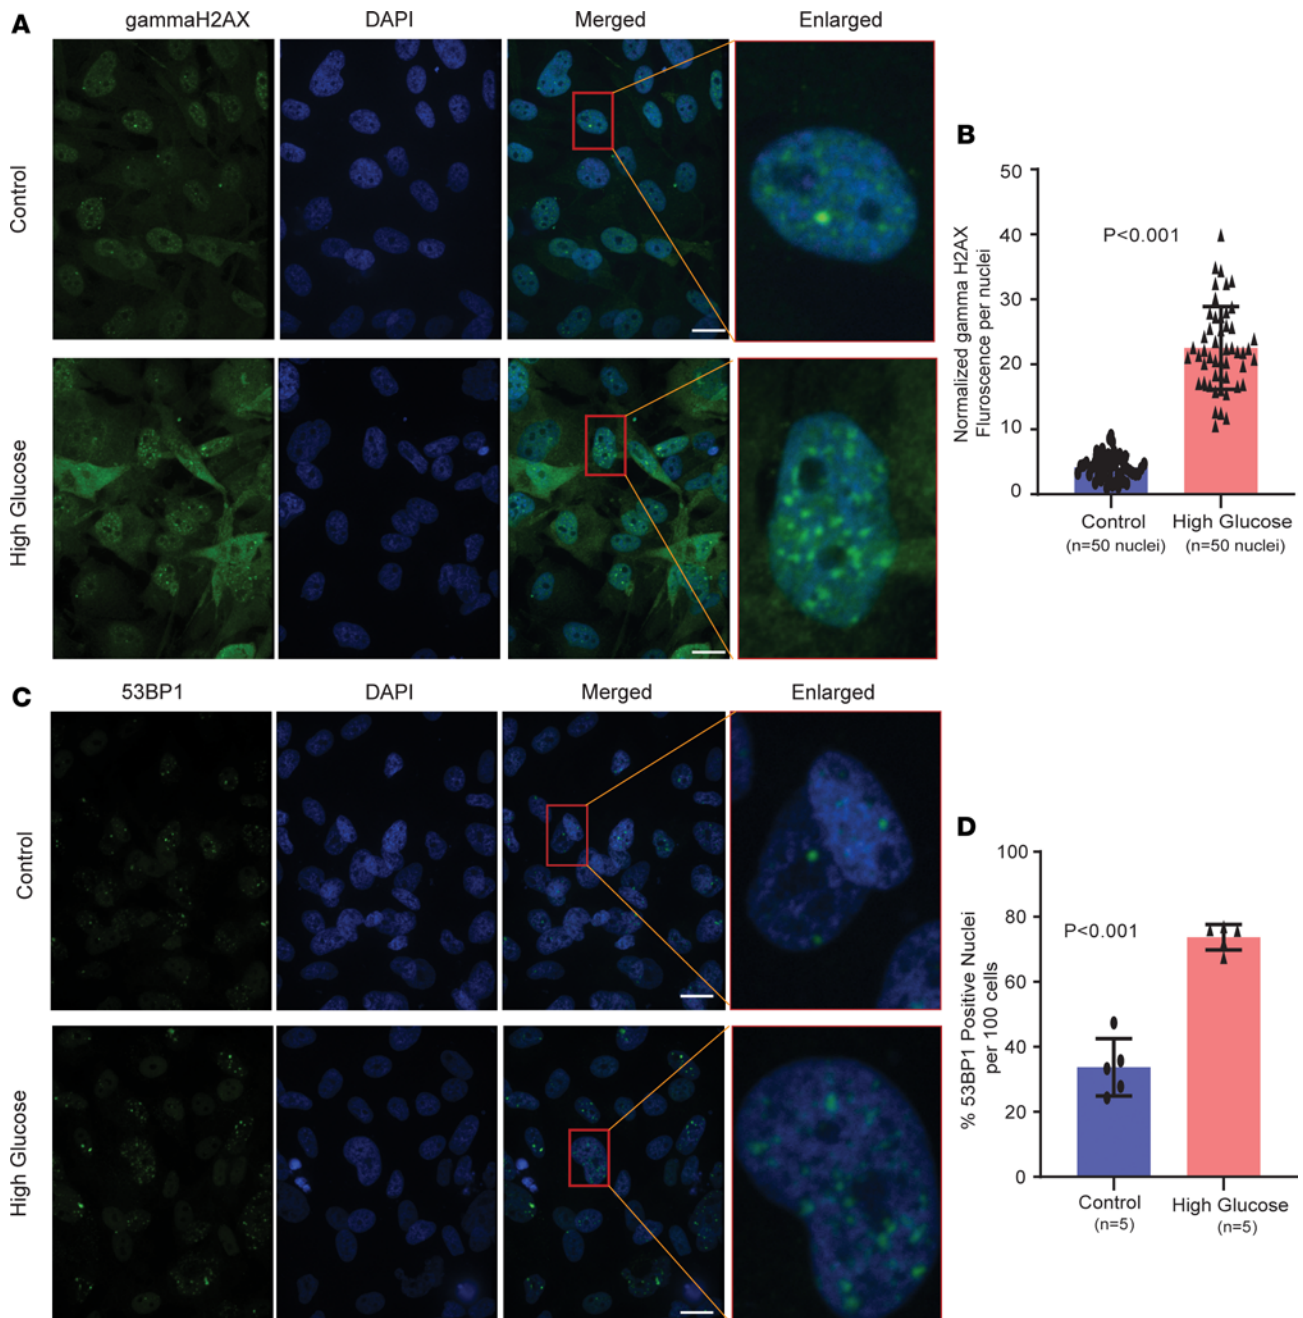 A
gammaH2AX
DAPI
Merged
Enlarged
Control
High Glucose
B
Normalized gamma H2AX
Fluroscence per nuclei
50
40
30
20
10
0
P<0.001
Control
(n=50 nuclei)
High Glucose
(n=50 nuclei)
C
53BP1
DAPI
Merged
Enlarged
Control
High Glucose
D
% 53BP1 Positive Nuclei
per 100 cells
100
80
60
40
20
0
P<0.001
Control
(n=5)
High Glucose
(n=5)